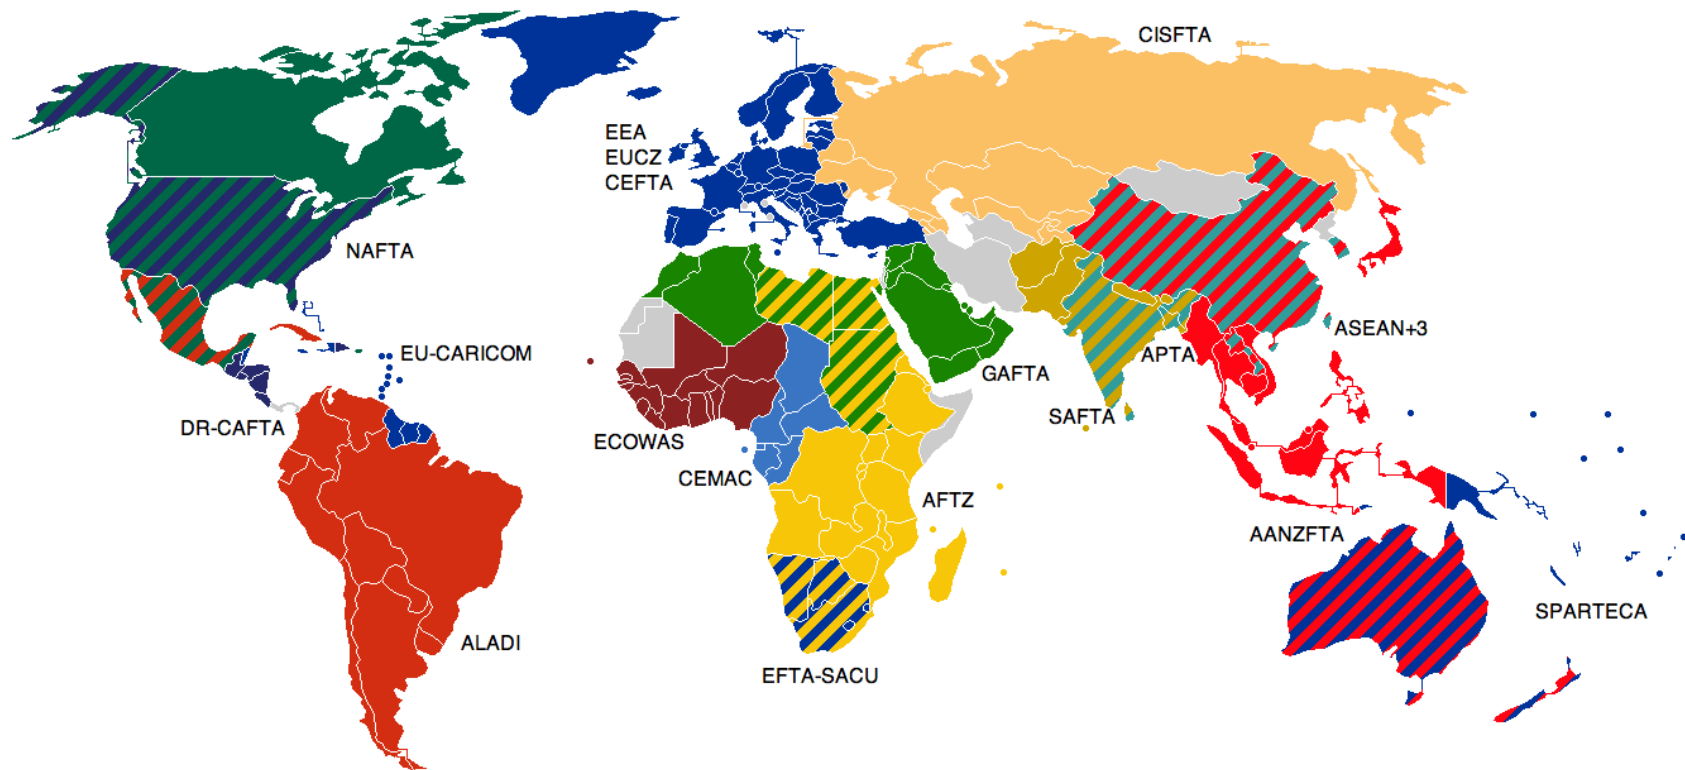 CISFTA
EEA
EUCZ
CEFTA
NAFTA
ASEAN+3
EU-CARICOM
APTA
GAFTA
SAFTA
DR-CAFTA
ECOWAS
CEMAC
AFTZ
AANZFTA
SPARTECA
ALADI
EFTA-SACU